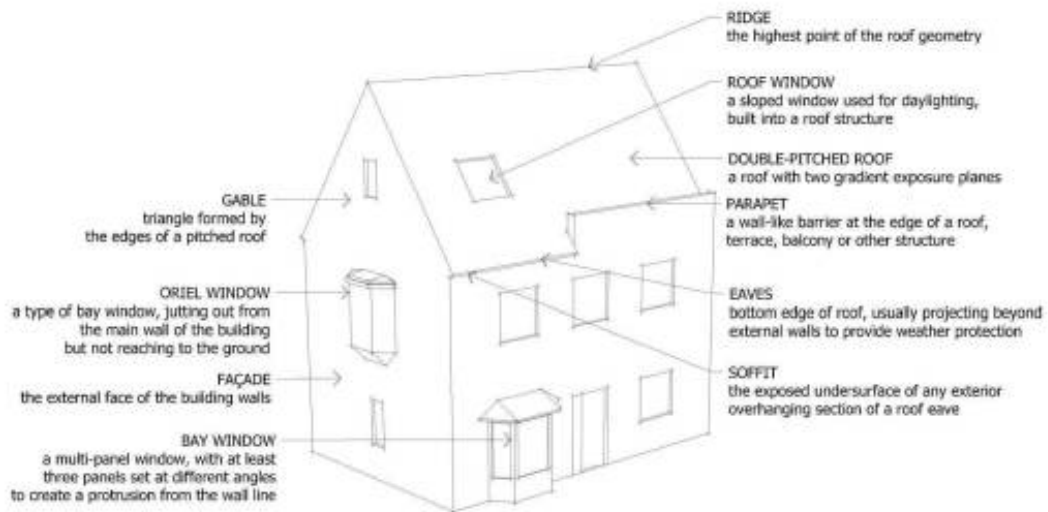 RIDGE
the highest point of the roof geometry
ROOF WINDOW
a sloped window used for daylighting,
built into a roof structure
DOUBLE-PITCHED ROOF
a roof with two gradient exposure planes
PARAPET
a wall-like barrier at the edge of a roof,
terrace, balcony or other structure
EAVES
bottom edge of roof, usually projecting beyond
external walls to provide weather protection
SOFFIT
the exposed undersurface of any exterior
overhanging section of a roof eave
GABLE
triangle formed by
the edges of a pitched roof
ORIEL WINDOW
a type of bay window, jutting out from
the main wall of the building
but not reaching to the ground
FAÇADE
the external face of the building walls
BAY WINDOW
a multi-panel window, with at least
three panels set at different angles
to create a protrusion from the wall line